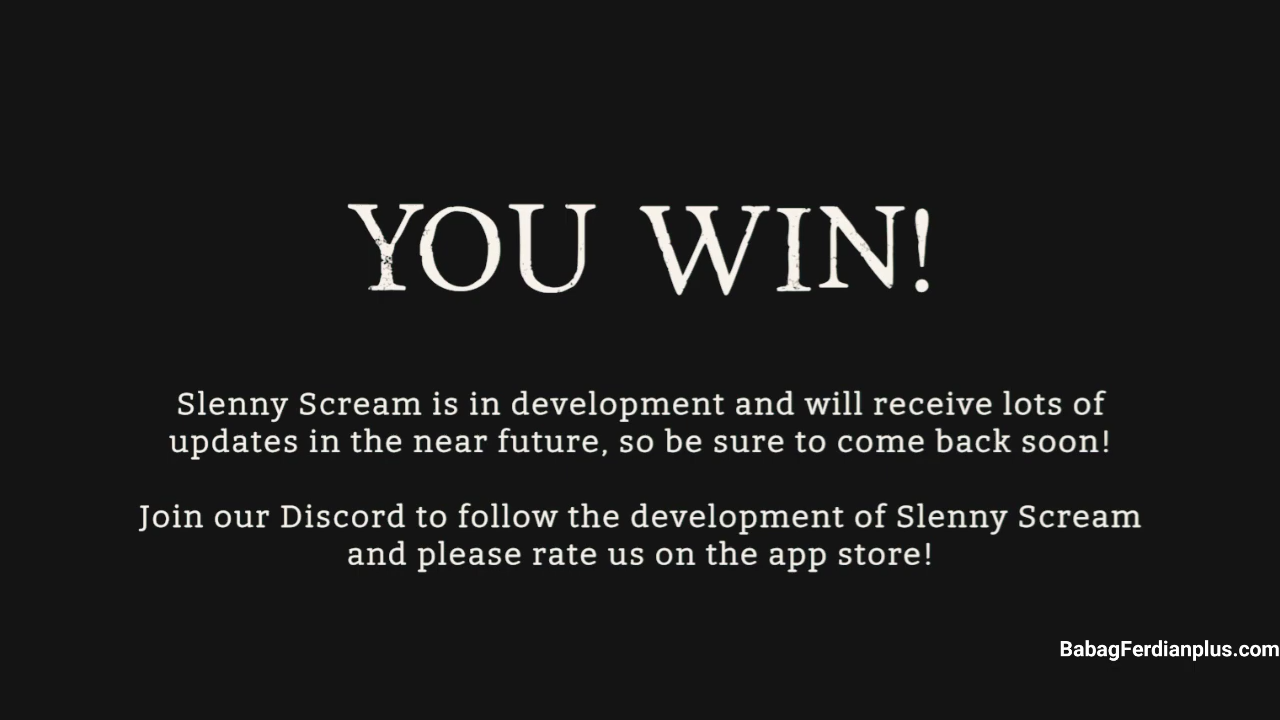 YOU WIN!
Slenny Scream is in development and will receive lots of
updates in the near future, so be sure to come back soon!
Join our Discord to follow the development of Slenny Scream
and please rate us on the app store!
BabagFerdianplus.com